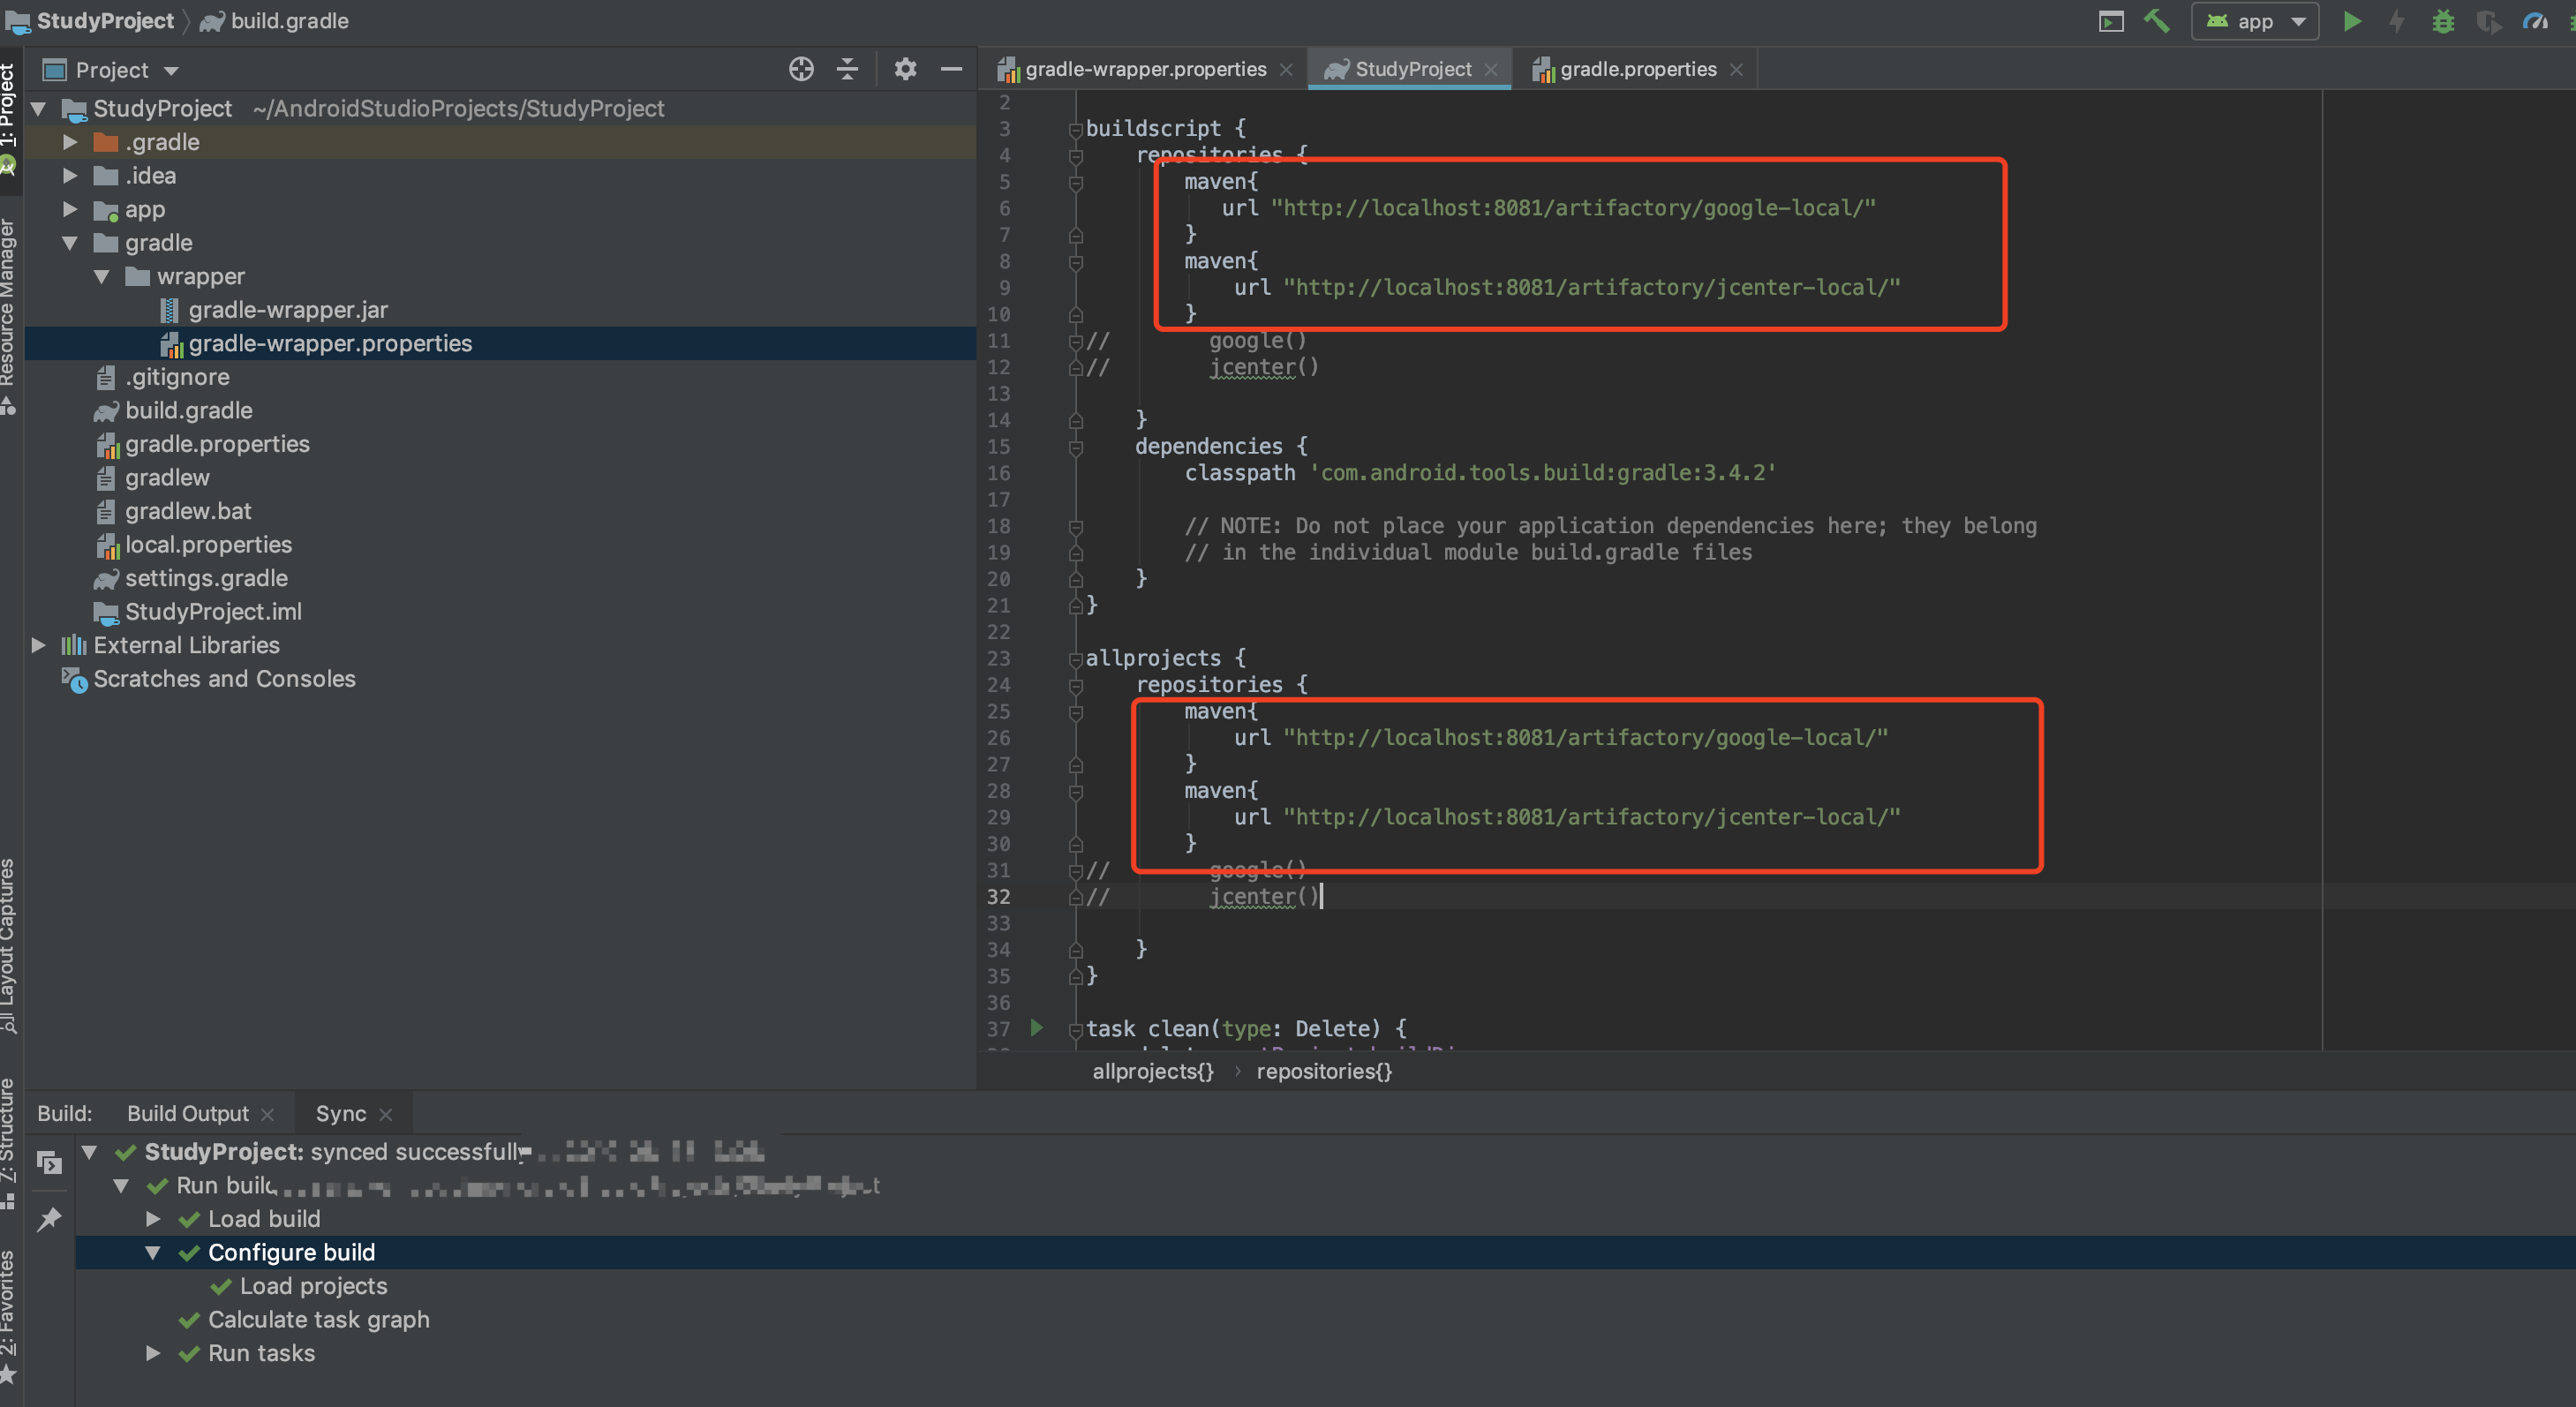 StudyProject
build.gradle
app
1: Project
Resource Manager
Layout Captures
7: Structure
2: Favorites
Project
StudyProject ~/AndroidStudioProjects/StudyProject
.gradle
.idea
app
gradle
wrapper
gradle-wrapper.jar
gradle-wrapper.properties
.gitignore
build.gradle
gradle.properties
gradlew
gradlew.bat
local.properties
settings.gradle
StudyProject.iml
External Libraries
Scratches and Consoles
gradle-wrapper.properties
StudyProject
gradle.properties
2
3 buildscript {
4 repositories {
5 maven{
6 url "http://localhost:8081/artifactory/google-local/"
7 }
8 maven{
9 url "http://localhost:8081/artifactory/jcenter-local/"
10 }
11 // google()
12 // jcenter()
13
14 }
15 dependencies {
16 classpath 'com.android.tools.build:gradle:3.4.2'
17
18 // NOTE: Do not place your application dependencies here; they belong
19 // in the individual module build.gradle files
20 }
21 }
22
23 allprojects {
24 repositories {
25 maven{
26 url "http://localhost:8081/artifactory/google-local/"
27 }
28 maven{
29 url "http://localhost:8081/artifactory/jcenter-local/"
30 }
31 // google()
32 // jcenter()
33
34 }
35 }
36
37 task clean(type: Delete) {
allprojects{} › repositories{}
Build:
Build Output
Sync
StudyProject: synced successfully
Run build
Load build
Configure build
Load projects
Calculate task graph
Run tasks